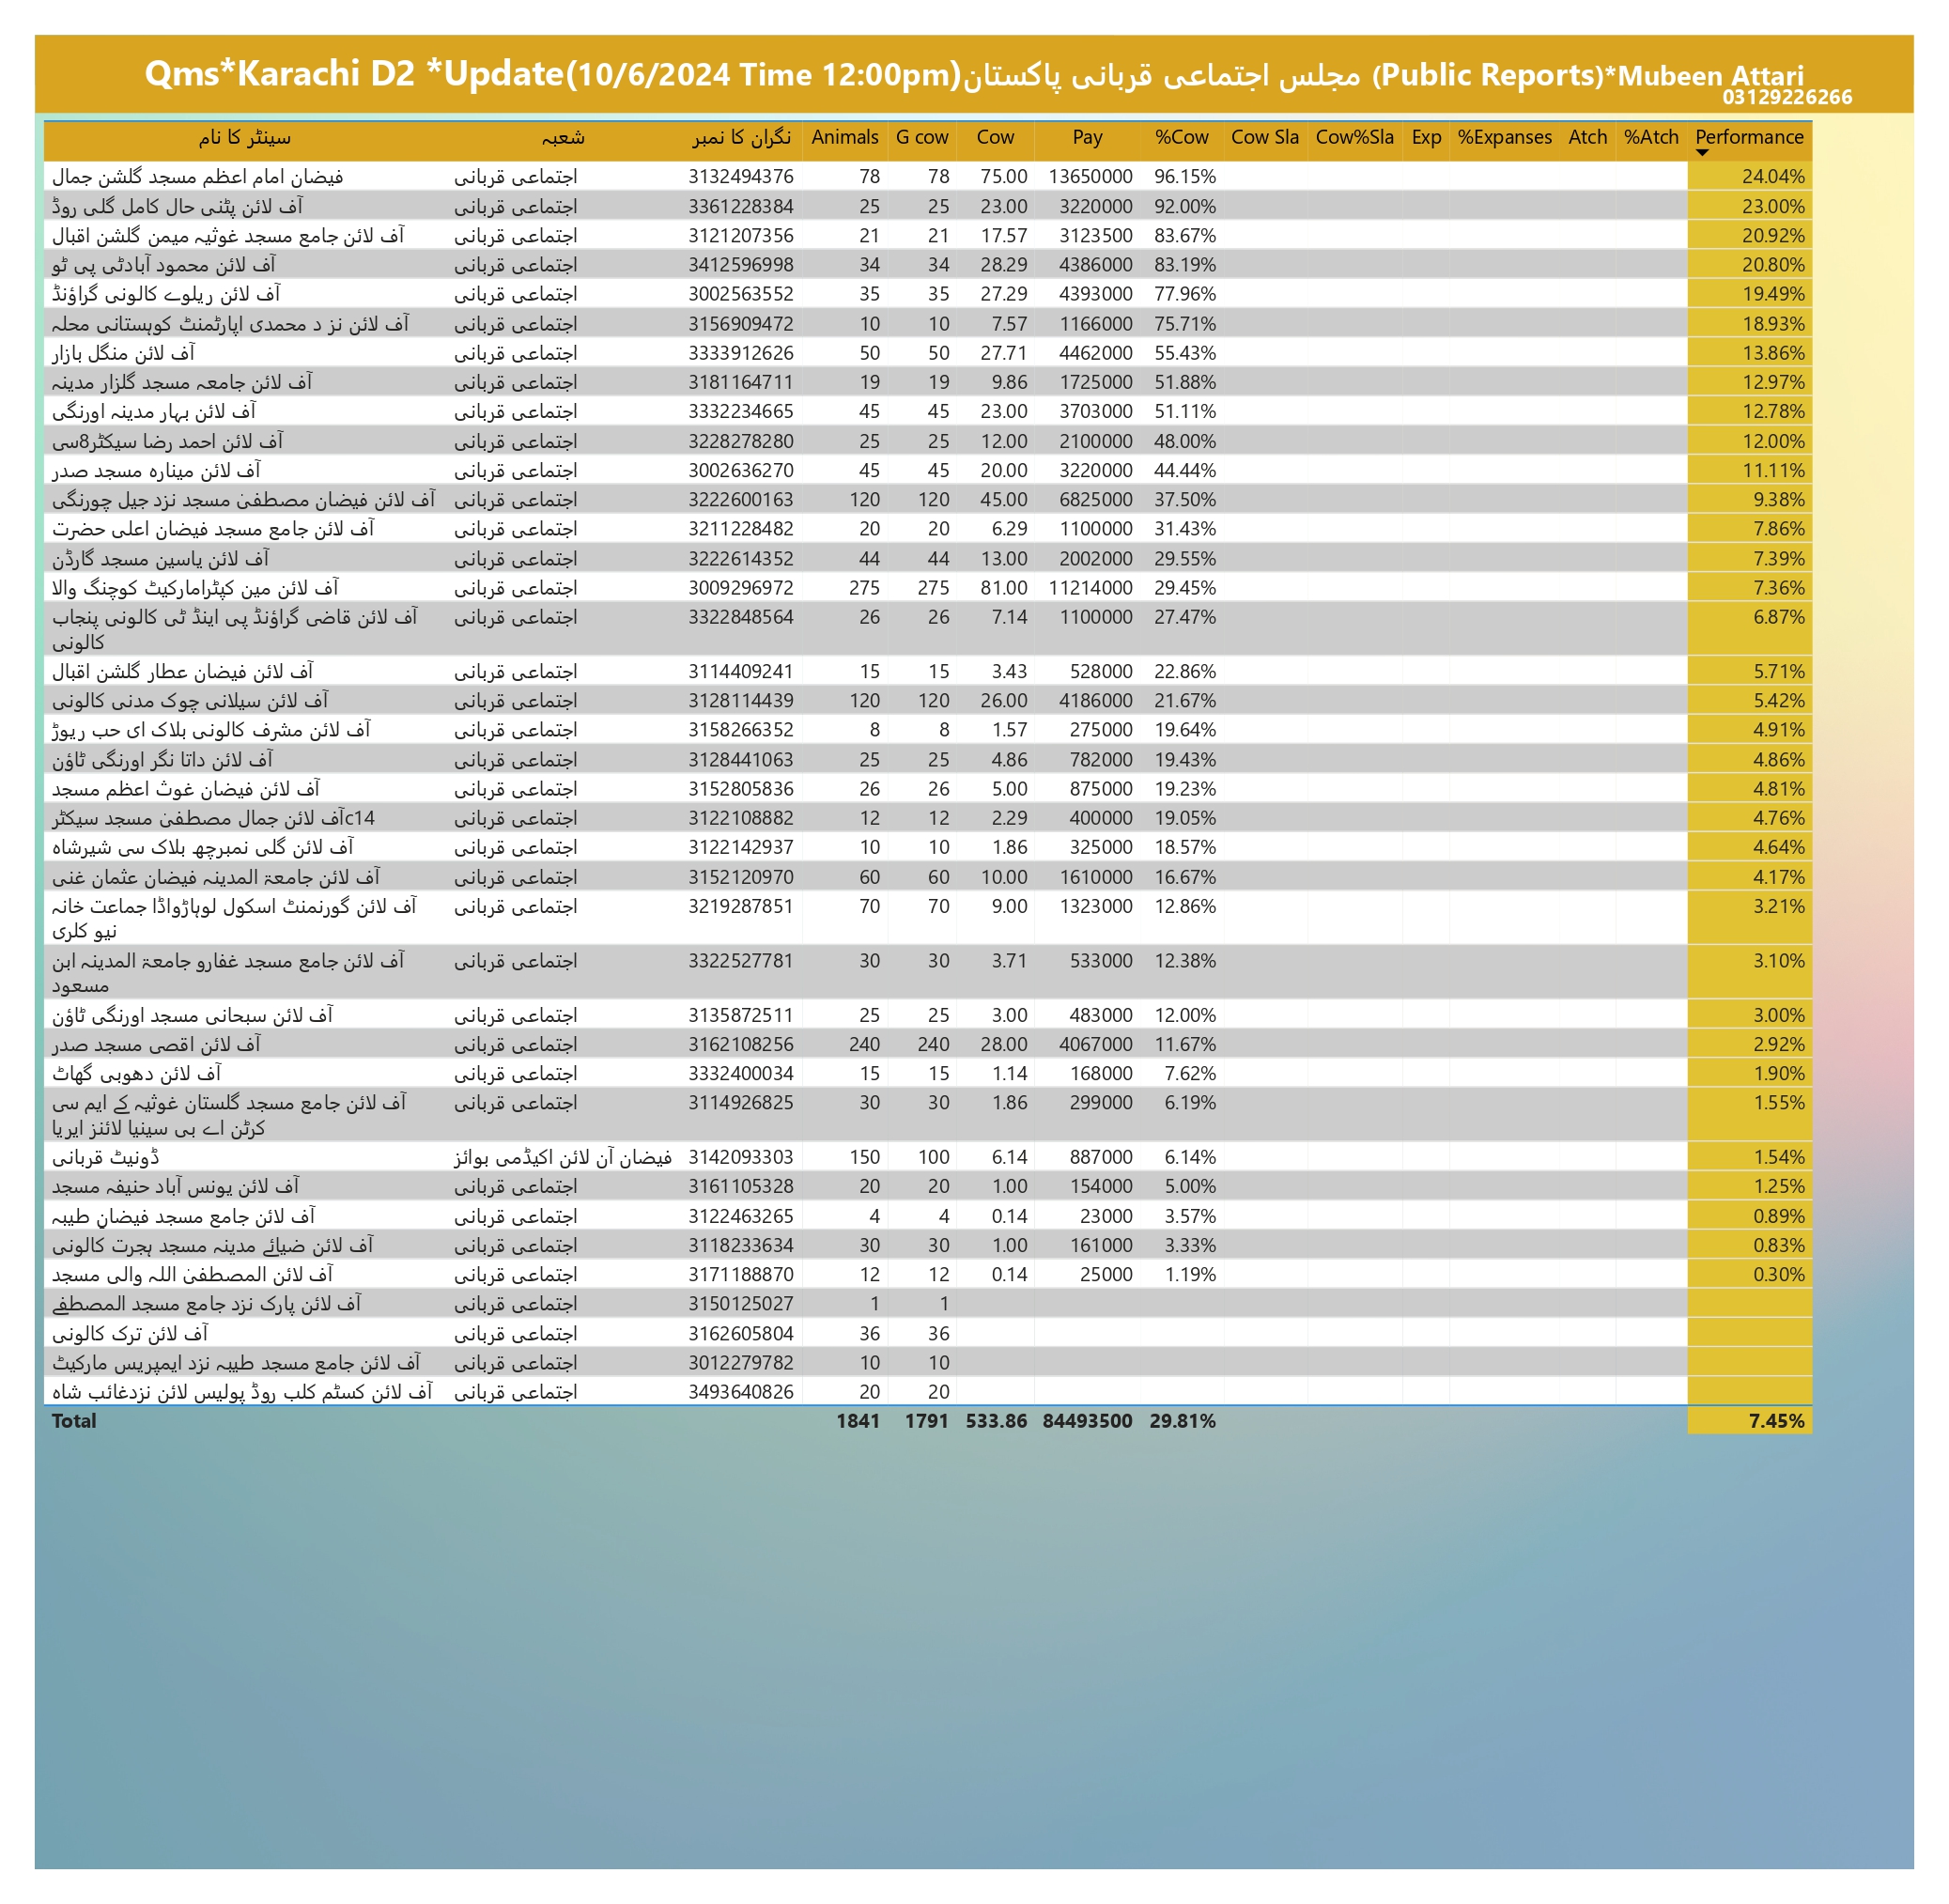 Qms*Karachi D2 *Update(10/6/2024 Time 12:00pm)مجلس اجتماعی قربانی پاکستان (Public Reports)*Mubeen Attari
03129226266
سینٹر کا نام شعبہ نگران کا نمبر Animals G cow Cow Pay %Cow Cow Sla Cow%Sla Exp %Expanses Atch %Atch Performance
فیضان امام اعظم مسجد گلشن جمال اجتماعی قربانی 3132494376 78 78 75.00 13650000 96.15% 24.04%
آف لائن پٹنی حال کامل گلی روڈ اجتماعی قربانی 3361228384 25 25 23.00 3220000 92.00% 23.00%
آف لائن جامع مسجد غوثیہ میمن گلشن اقبال اجتماعی قربانی 3121207356 21 21 17.57 3123500 83.67% 20.92%
آف لائن محمود آبادٹی پی ٹو اجتماعی قربانی 3412596998 34 34 28.29 4386000 83.19% 20.80%
آف لائن ریلوے کالونی گراؤنڈ اجتماعی قربانی 3002563552 35 35 27.29 4393000 77.96% 19.49%
آف لائن نز د محمدی اپارٹمنٹ کوہستانی محلہ اجتماعی قربانی 3156909472 10 10 7.57 1166000 75.71% 18.93%
آف لائن منگل بازار اجتماعی قربانی 3333912626 50 50 27.71 4462000 55.43% 13.86%
آف لائن جامعہ مسجد گلزار مدینہ اجتماعی قربانی 3181164711 19 19 9.86 1725000 51.88% 12.97%
آف لائن بہار مدینہ اورنگی اجتماعی قربانی 3332234665 45 45 23.00 3703000 51.11% 12.78%
آف لائن احمد رضا سیکٹر8سی اجتماعی قربانی 3228278280 25 25 12.00 2100000 48.00% 12.00%
آف لائن مینارہ مسجد صدر اجتماعی قربانی 3002636270 45 45 20.00 3220000 44.44% 11.11%
آف لائن فیضان مصطفیٰ مسجد نزد جیل چورنگی اجتماعی قربانی 3222600163 120 120 45.00 6825000 37.50% 9.38%
آف لائن جامع مسجد فیضان اعلی حضرت اجتماعی قربانی 3211228482 20 20 6.29 1100000 31.43% 7.86%
آف لائن یاسین مسجد گارڈن اجتماعی قربانی 3222614352 44 44 13.00 2002000 29.55% 7.39%
آف لائن مین کپٹرامارکیٹ کوچنگ والا اجتماعی قربانی 3009296972 275 275 81.00 11214000 29.45% 7.36%
آف لائن قاضی گراؤنڈ پی اینڈ ٹی کالونی پنجاب اجتماعی قربانی 3322848564 26 26 7.14 1100000 27.47% 6.87%
کالونی
آف لائن فیضان عطار گلشن اقبال اجتماعی قربانی 3114409241 15 15 3.43 528000 22.86% 5.71%
آف لائن سیلانی چوک مدنی کالونی اجتماعی قربانی 3128114439 120 120 26.00 4186000 21.67% 5.42%
آف لائن مشرف کالونی بلاک ای حب ریوڑ اجتماعی قربانی 3158266352 8 8 1.57 275000 19.64% 4.91%
آف لائن داتا نگر اورنگی ٹاؤن اجتماعی قربانی 3128441063 25 25 4.86 782000 19.43% 4.86%
آف لائن فیضان غوث اعظم مسجد اجتماعی قربانی 3152805836 26 26 5.00 875000 19.23% 4.81%
آف لائن جمال مصطفیٰ مسجد سیکٹرc14 اجتماعی قربانی 3122108882 12 12 2.29 400000 19.05% 4.76%
آف لائن گلی نمبرچھ بلاک سی شیرشاہ اجتماعی قربانی 3122142937 10 10 1.86 325000 18.57% 4.64%
آف لائن جامعۃ المدینہ فیضان عثمان غنی اجتماعی قربانی 3152120970 60 60 10.00 1610000 16.67% 4.17%
آف لائن گورنمنٹ اسکول لوہاڑواڈا جماعت خانہ اجتماعی قربانی 3219287851 70 70 9.00 1323000 12.86% 3.21%
نیو کلری
آف لائن جامع مسجد غفارو جامعۃ المدینہ ابن اجتماعی قربانی 3322527781 30 30 3.71 533000 12.38% 3.10%
مسعود
آف لائن سبحانی مسجد اورنگی ٹاؤن اجتماعی قربانی 3135872511 25 25 3.00 483000 12.00% 3.00%
آف لائن اقصی مسجد صدر اجتماعی قربانی 3162108256 240 240 28.00 4067000 11.67% 2.92%
آف لائن دھوبی گھاٹ اجتماعی قربانی 3332400034 15 15 1.14 168000 7.62% 1.90%
آف لائن جامع مسجد گلستان غوثیہ کے ایم سی اجتماعی قربانی 3114926825 30 30 1.86 299000 6.19% 1.55%
کرٹن اے بی سینیا لائنز ایریا
ڈونیٹ قربانی فیضان آن لائن اکیڈمی بوائز 3142093303 150 100 6.14 887000 6.14% 1.54%
آف لائن یونس آباد حنیفہ مسجد اجتماعی قربانی 3161105328 20 20 1.00 154000 5.00% 1.25%
آف لائن جامع مسجد فیضانِ طیبہ اجتماعی قربانی 3122463265 4 4 0.14 23000 3.57% 0.89%
آف لائن ضیائے مدینہ مسجد ہجرت کالونی اجتماعی قربانی 3118233634 30 30 1.00 161000 3.33% 0.83%
آف لائن المصطفیٰ اللہ والی مسجد اجتماعی قربانی 3171188870 12 12 0.14 25000 1.19% 0.30%
آف لائن پارک نزد جامع مسجد المصطفے اجتماعی قربانی 3150125027 1 1
آف لائن ترک کالونی اجتماعی قربانی 3162605804 36 36
آف لائن جامع مسجد طیبہ نزد ایمپریس مارکیٹ اجتماعی قربانی 3012279782 10 10
آف لائن کسٹم کلب روڈ پولیس لائن نزدغائب شاہ اجتماعی قربانی 3493640826 20 20
Total 1841 1791 533.86 84493500 29.81% 7.45%